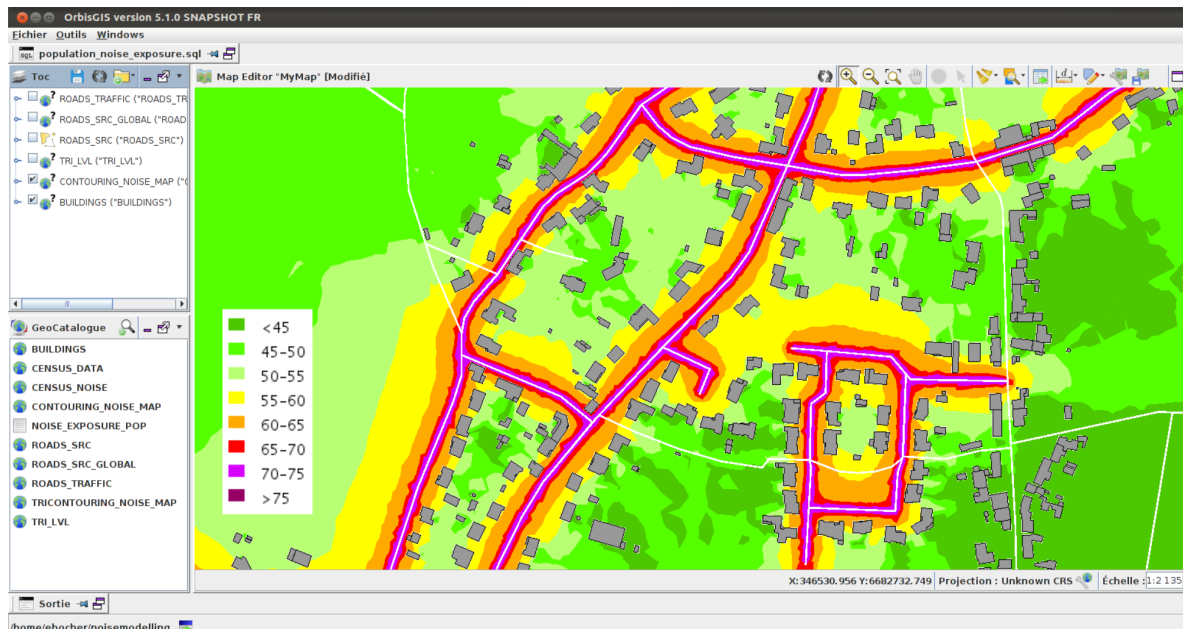 OrbisGIS version 5.1.0 SNAPSHOT FR
Fichier Outils Windows
SQL population_noise_exposure.sql
Toc
Map Editor "MyMap" [Modifié]
ROADS_TRAFFIC ("ROADS_TR
ROADS_SRC_GLOBAL ("ROAD
ROADS_SRC ("ROADS_SRC")
TRI_LVL ("TRI_LVL")
CONTOURING_NOISE_MAP ("C
BUILDINGS ("BUILDINGS")
GeoCatalogue
BUILDINGS
CENSUS_DATA
CENSUS_NOISE
CONTOURING_NOISE_MAP
NOISE_EXPOSURE_POP
ROADS_SRC
ROADS_SRC_GLOBAL
ROADS_TRAFFIC
TRICONTOURING_NOISE_MAP
TRI_LVL
<45
45-50
50-55
55-60
60-65
65-70
70-75
>75
X:346530.956 Y:6682732.749 Projection : Unknown CRS Échelle : 1:2 135
Sortie
/home/ebocher/noisemodelling